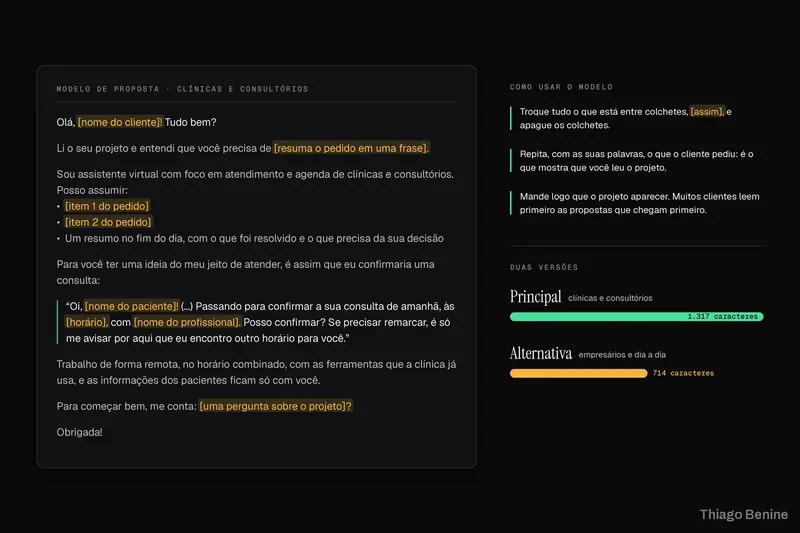 MODELO DE PROPOSTA · CLÍNICAS E CONSULTÓRIOS
Olá, [nome do cliente]! Tudo bem?
Li o seu projeto e entendi que você precisa de [resuma o pedido em uma frase].
Sou assistente virtual com foco em atendimento e agenda de clínicas e consultórios.
Posso assumir:
• [item 1 do pedido]
• [item 2 do pedido]
• Um resumo no fim do dia, com o que foi resolvido e o que precisa da sua decisão
Para você ter uma ideia do meu jeito de atender, é assim que eu confirmaria uma
consulta:
“Oi, [nome do paciente]! (...) Passando para confirmar a sua consulta de amanhã, às
[horário], com [nome do profissional]. Posso confirmar? Se precisar remarcar, é só
me avisar por aqui que eu encontro outro horário para você.”
Trabalho de forma remota, no horário combinado, com as ferramentas que a clínica já
usa, e as informações dos pacientes ficam só com você.
Para começar bem, me conta: [uma pergunta sobre o projeto]?
Obrigada!
COMO USAR O MODELO
Troque tudo o que está entre colchetes, [assim], e
apague os colchetes.
Repita, com as suas palavras, o que o cliente pediu: é o
que mostra que você leu o projeto.
Mande logo que o projeto aparecer. Muitos clientes leem
primeiro as propostas que chegam primeiro.
DUAS VERSÕES
Principal clínicas e consultórios
1.317 caracteres
Alternativa empresários e dia a dia
714 caracteres
Thiago Benine